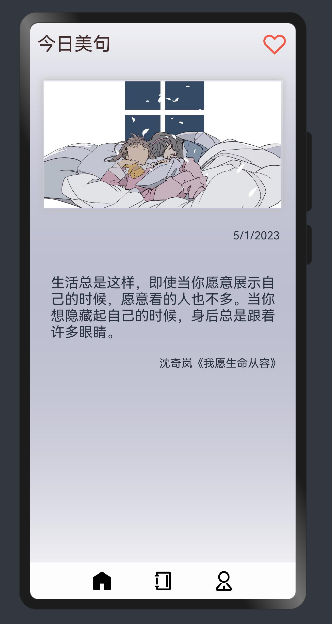 今日美句
5/1/2023
生活总是这样，即使当你愿意展示自
己的时候，愿意看的人也不多。当你
想隐藏起自己的时候，身后总是跟着
许多眼睛。
沈奇岚《我愿生命从容》